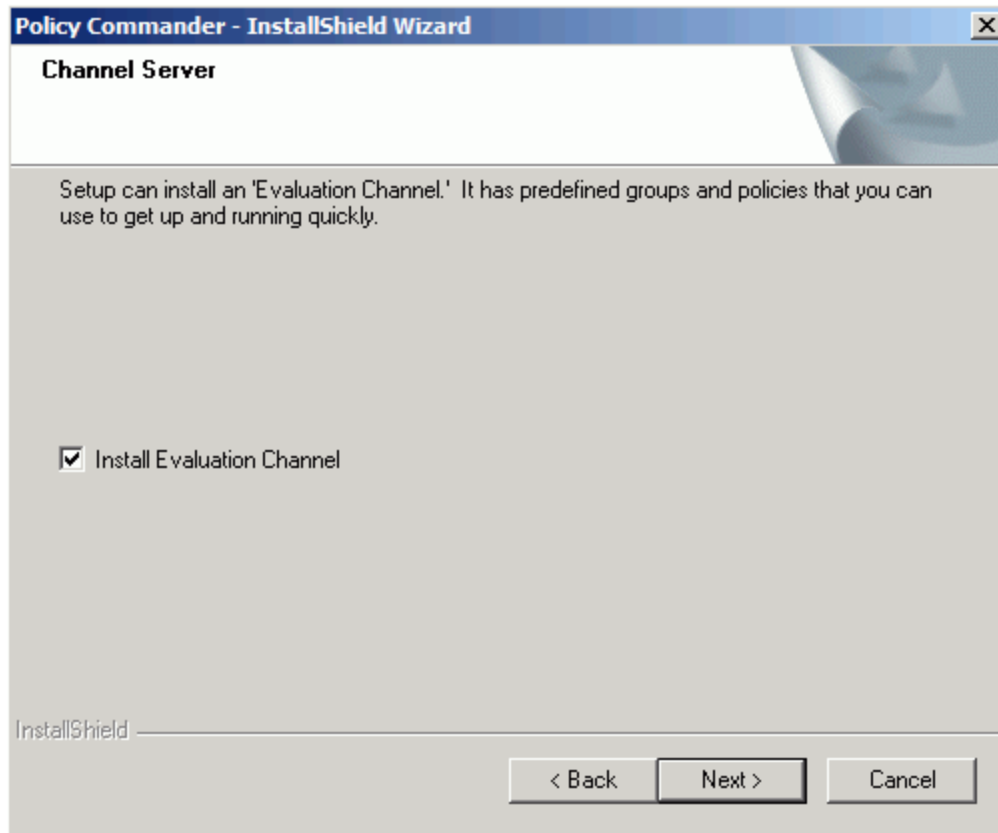 Policy Commander - InstallShield Wizard
Channel Server
Setup can install an 'Evaluation Channel.' It has predefined groups and policies that you can
use to get up and running quickly.
Install Evaluation Channel
InstallShield
< Back
Next >
Cancel